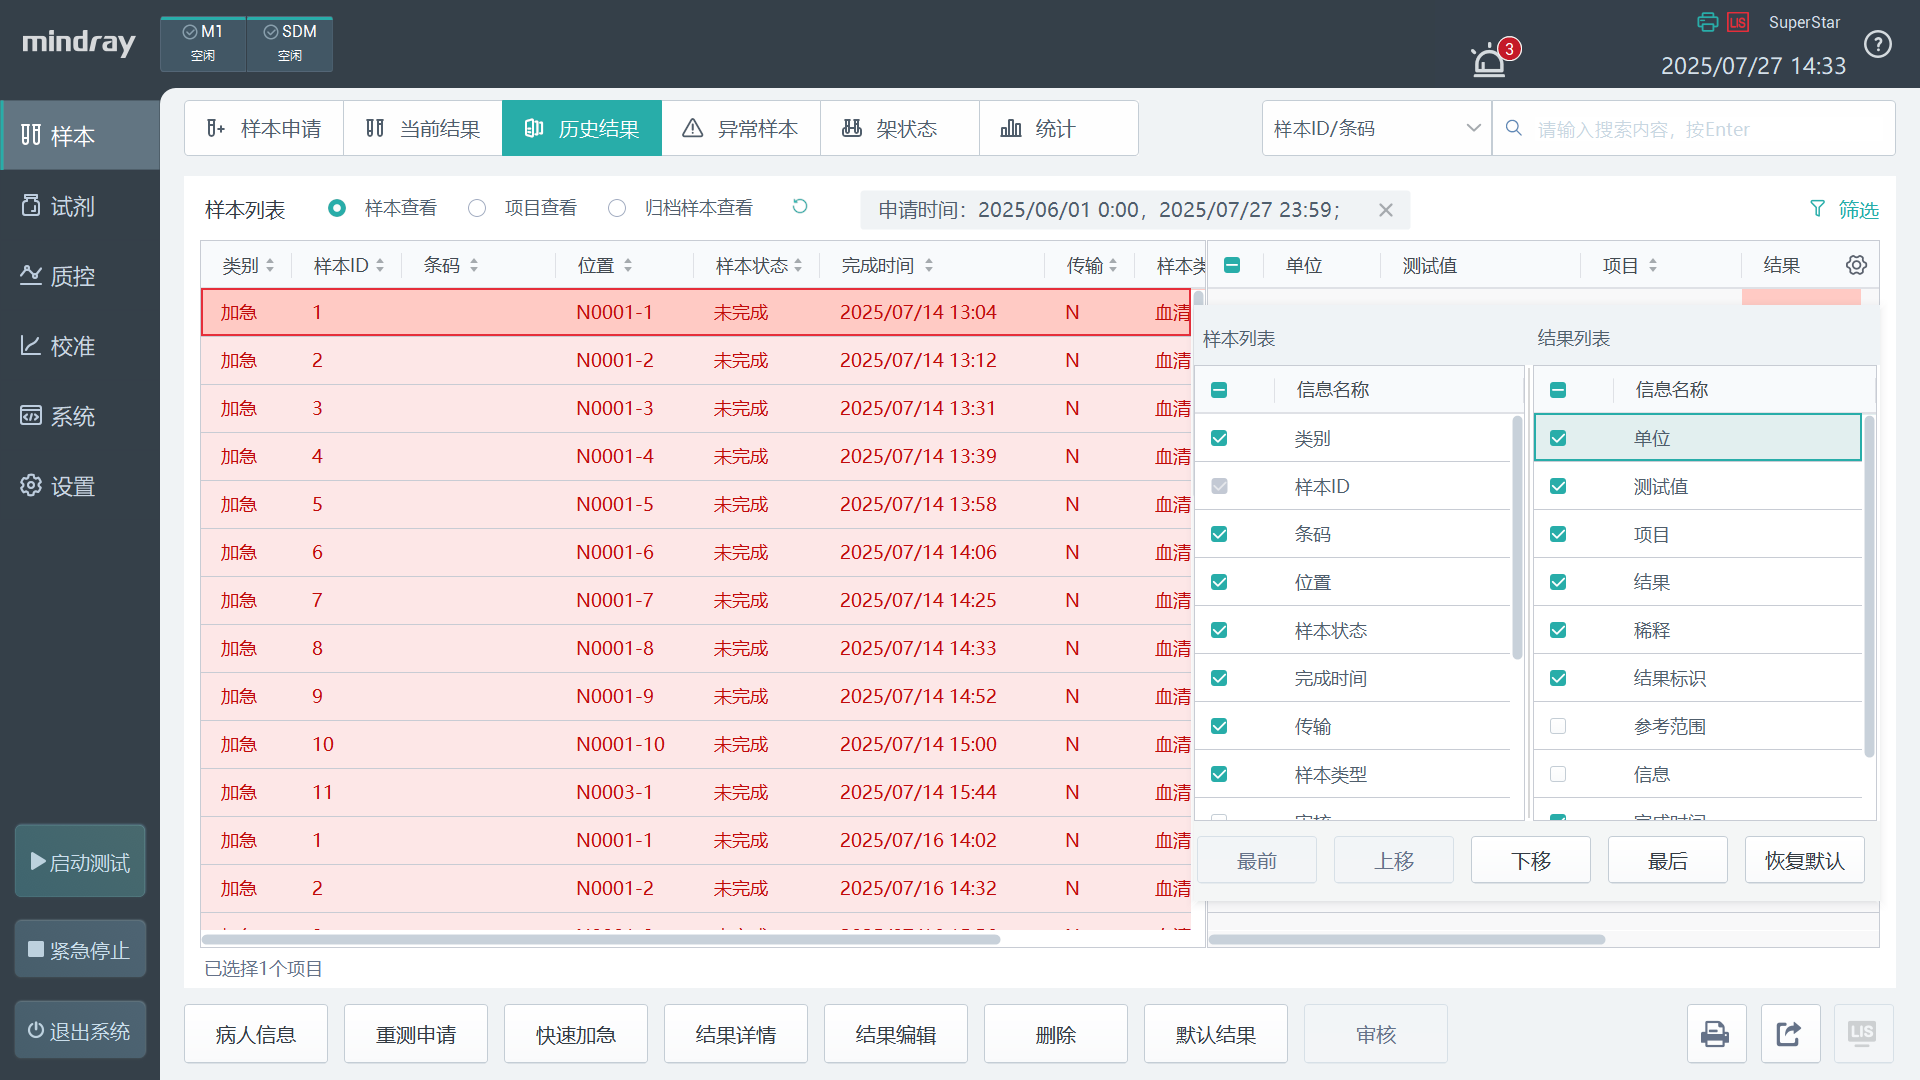 mindray
M1
空闲
SDM
空闲
3
LIS
SuperStar
2025/07/27 14:33
样本
试剂
质控
校准
系统
设置
启动测试
紧急停止
退出系统
样本申请
当前结果
历史结果
异常样本
架状态
统计
样本ID/条码
请输入搜索内容，按Enter
样本列表
样本查看
项目查看
归档样本查看
申请时间：2025/06/01 0:00，2025/07/27 23:59；
筛选
类别 样本ID 条码 位置 样本状态 完成时间 传输 样本类
单位 测试值 项目 结果
加急 1 N0001-1 未完成 2025/07/14 13:04 N 血清
加急 2 N0001-2 未完成 2025/07/14 13:12 N 血清
加急 3 N0001-3 未完成 2025/07/14 13:31 N 血清
加急 4 N0001-4 未完成 2025/07/14 13:39 N 血清
加急 5 N0001-5 未完成 2025/07/14 13:58 N 血清
加急 6 N0001-6 未完成 2025/07/14 14:06 N 血清
加急 7 N0001-7 未完成 2025/07/14 14:25 N 血清
加急 8 N0001-8 未完成 2025/07/14 14:33 N 血清
加急 9 N0001-9 未完成 2025/07/14 14:52 N 血清
加急 10 N0001-10 未完成 2025/07/14 15:00 N 血清
加急 11 N0003-1 未完成 2025/07/14 15:44 N 血清
加急 1 N0001-1 未完成 2025/07/16 14:02 N 血清
加急 2 N0001-2 未完成 2025/07/16 14:32 N 血清
样本列表
信息名称
类别
样本ID
条码
位置
样本状态
完成时间
传输
样本类型
结果列表
信息名称
单位
测试值
项目
结果
稀释
结果标识
参考范围
信息
完成时间
最前
上移
下移
最后
恢复默认
已选择1个项目
病人信息
重测申请
快速加急
结果详情
结果编辑
删除
默认结果
审核
LIS